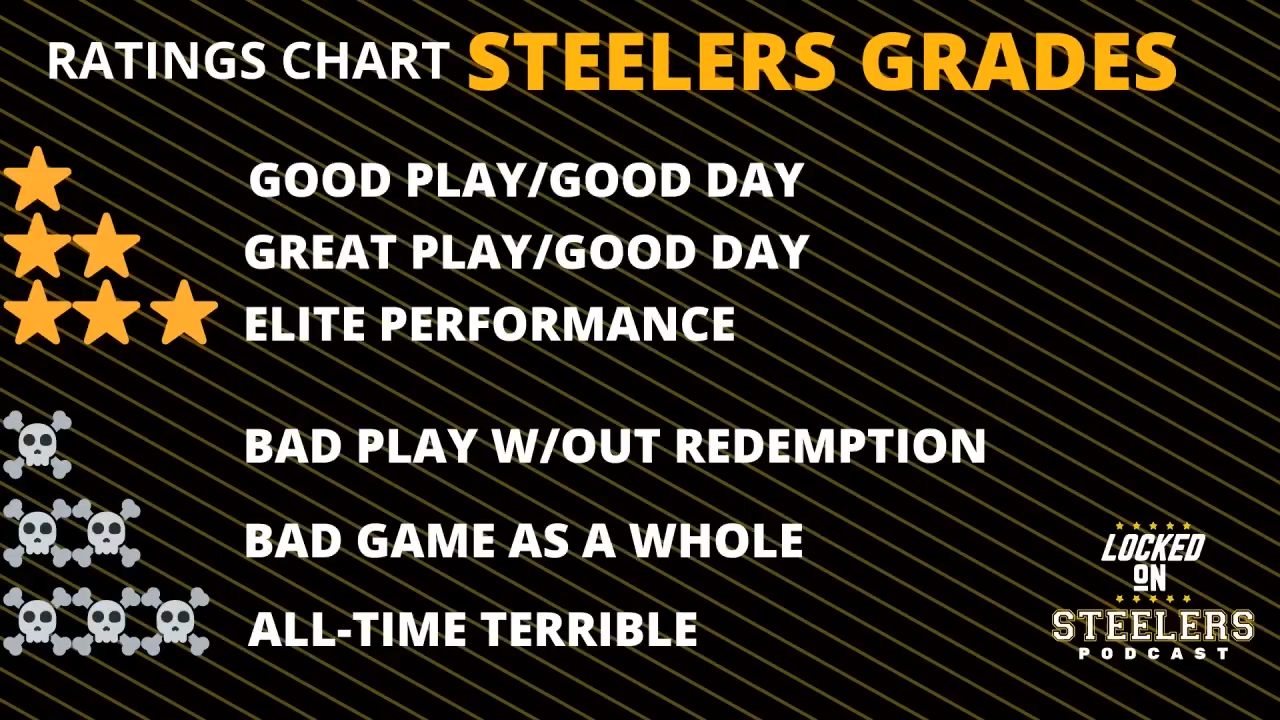 RATINGS CHART STEELERS GRADES
GOOD PLAY/GOOD DAY
GREAT PLAY/GOOD DAY
ELITE PERFORMANCE
BAD PLAY W/OUT REDEMPTION
BAD GAME AS A WHOLE
ALL-TIME TERRIBLE
LOCKED
ON
STEELERS
PODCAST